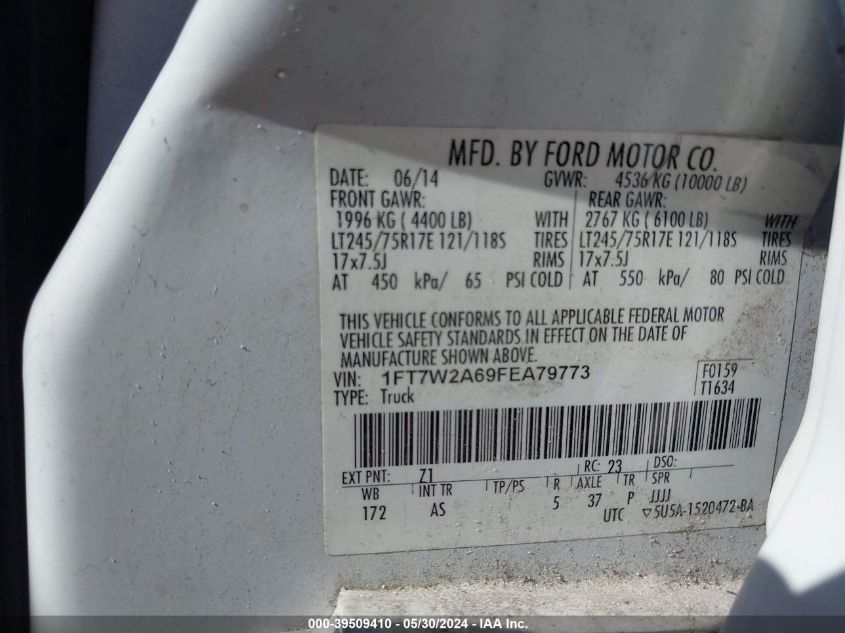 MFD. BY FORD MOTOR CO.
DATE: 06/14 GVWR: 4536 KG (10000 LB)
FRONT GAWR: REAR GAWR:
1996 KG ( 4400 LB) WITH 2767 KG ( 6100 LB) WITH
LT245/75R17E 121/118S TIRES LT245/75R17E 121/118S TIRES
17x7.5J RIMS 17x7.5J RIMS
AT 450 kPa/ 65 PSI COLD AT 550 kPa/ 80 PSI COLD
THIS VEHICLE CONFORMS TO ALL APPLICABLE FEDERAL MOTOR
VEHICLE SAFETY STANDARDS IN EFFECT ON THE DATE OF
MANUFACTURE SHOWN ABOVE.
VIN: 1FT7W2A69FEA79773 F0159
TYPE: Truck T1634
EXT PNT: Z1 RC: 23 DSO:
WB INT TR TP/PS R AXLE TR SPR
172 AS 5 37 P JJJJ
UTC ▽5U5A-1520472-BA
000-39509410 - 05/30/2024 - IAA Inc.